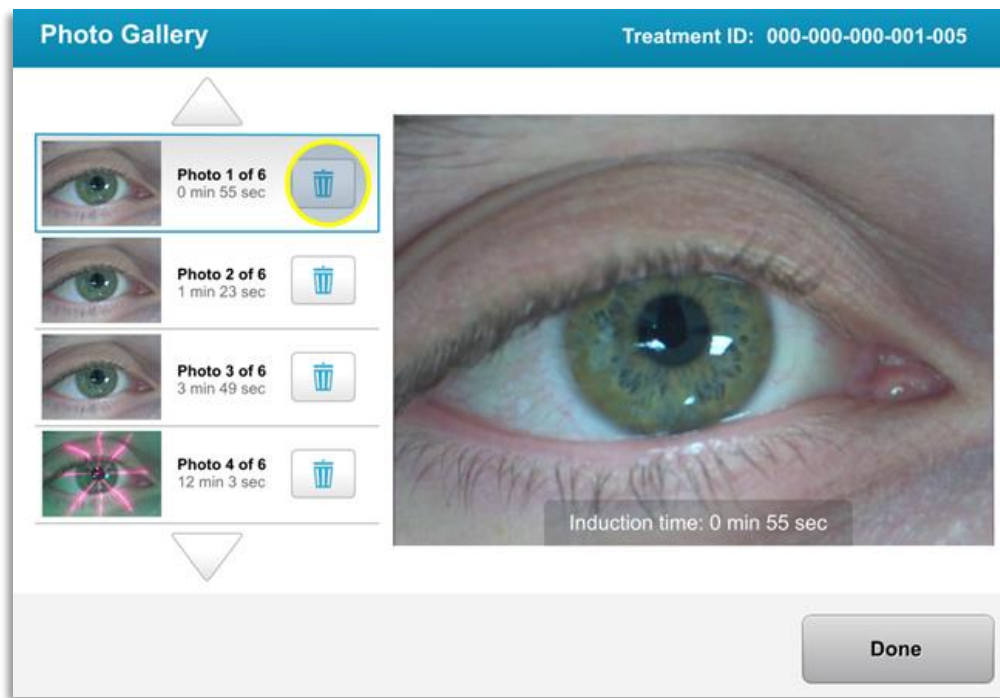 Photo Gallery
Treatment ID: 000-000-000-001-005
Photo 1 of 6
0 min 55 sec
Photo 2 of 6
1 min 23 sec
Photo 3 of 6
3 min 49 sec
Photo 4 of 6
12 min 3 sec
Induction time: 0 min 55 sec
Done